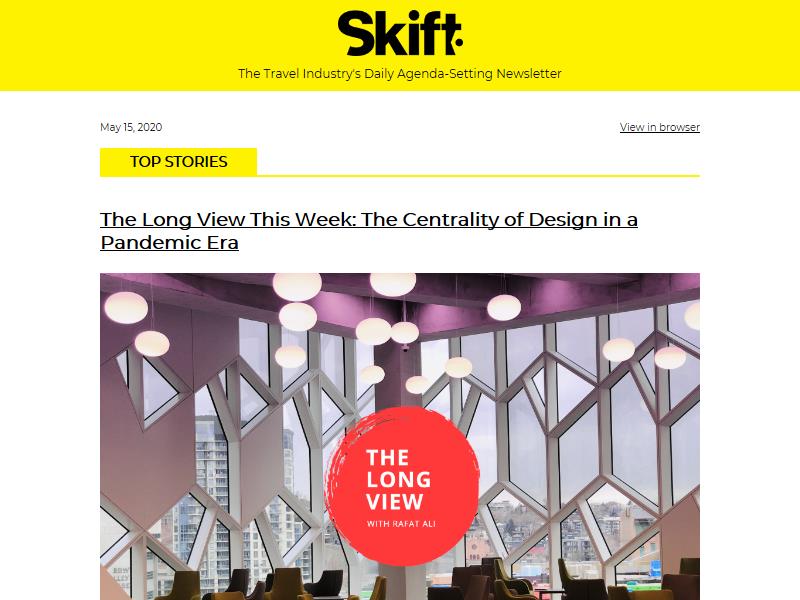 Skift
The Travel Industry's Daily Agenda-Setting Newsletter
May 15, 2020
View in browser
TOP STORIES
The Long View This Week: The Centrality of Design in a
Pandemic Era
THE
LONG
VIEW
WITH RAFAT ALI